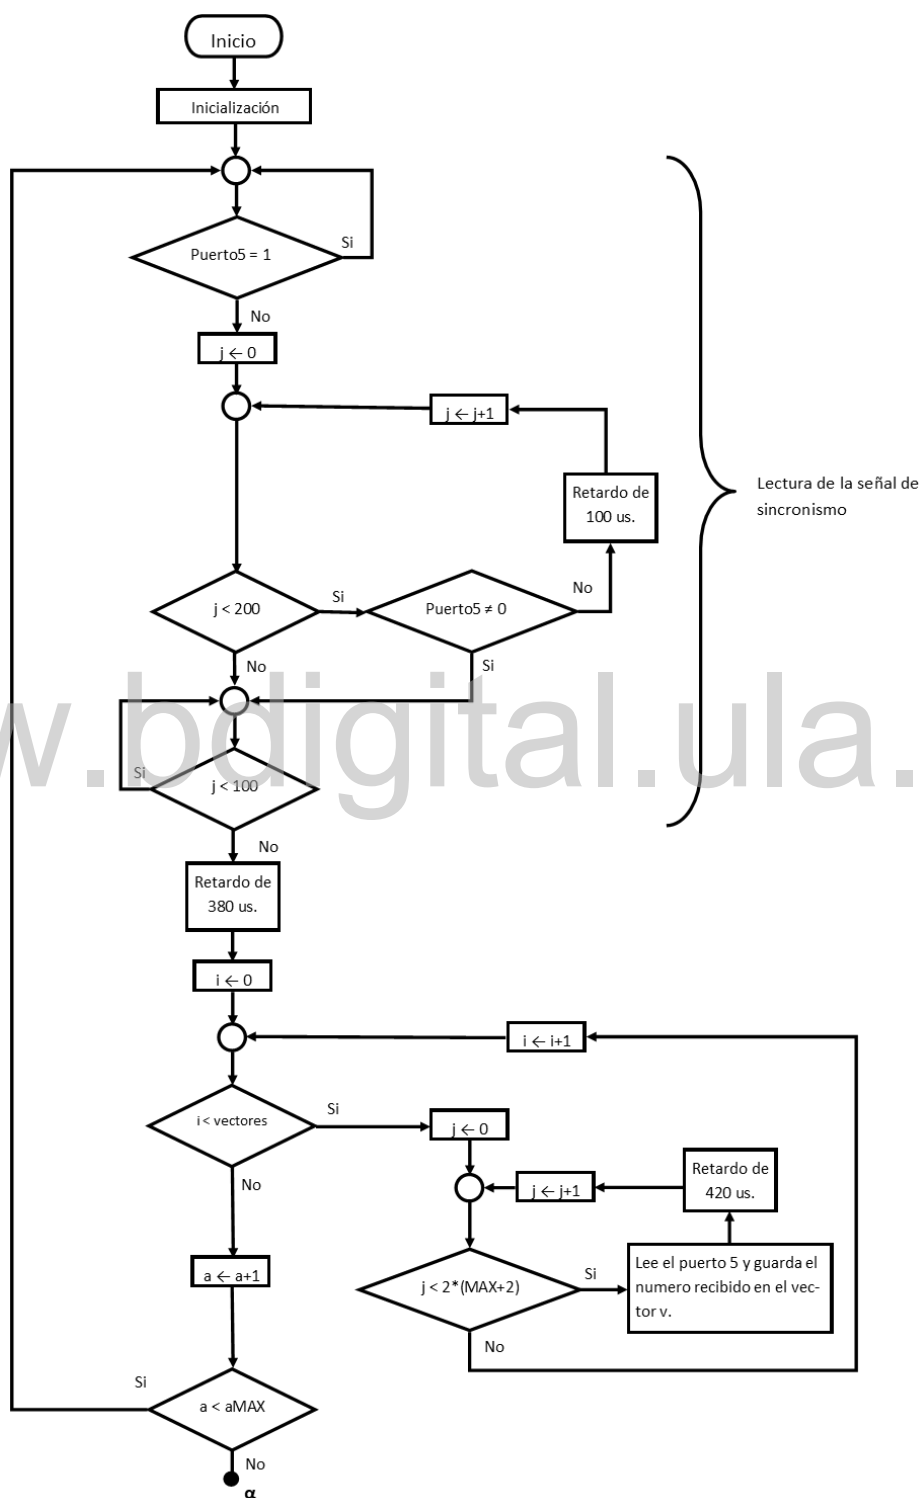 Inicio
Inicialización
Puerto5 = 1
Si
No
j ← 0
j ← j+1
Retardo de
100 us.
Lectura de la señal de
sincronismo
j < 200
Si
Puerto5 ≠ 0
No
No
Si
w.bdigital.ula.
Si
j < 100
No
Retardo de
380 us.
i ← 0
i ← i+1
i < vectores
Si
j ← 0
No
j ← j+1
Retardo de
420 us.
a ← a+1
j < 2*(MAX+2)
Si
Lee el puerto 5 y guarda el
numero recibido en el vec-
tor v.
No
Si
a < aMAX
No
α